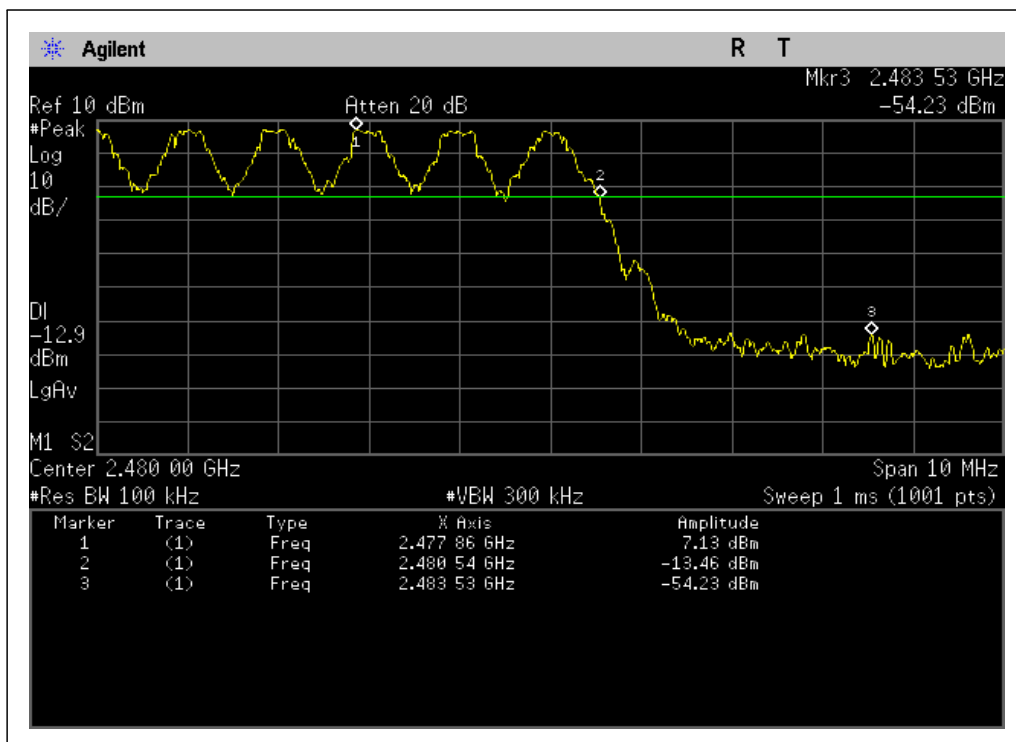 Agilent R T
Mkr3 2.483 53 GHz
Ref 10 dBm Atten 20 dB -54.23 dBm
#Peak
Log
10
dB/
1
2
3
DI
-12.9
dBm
LgAv
M1 S2
Center 2.480 00 GHz Span 10 MHz
#Res BW 100 kHz #VBW 300 kHz Sweep 1 ms (1001 pts)
Marker Trace Type X Axis Amplitude
1 (1) Freq 2.477 86 GHz 7.13 dBm
2 (1) Freq 2.480 54 GHz -13.46 dBm
3 (1) Freq 2.483 53 GHz -54.23 dBm